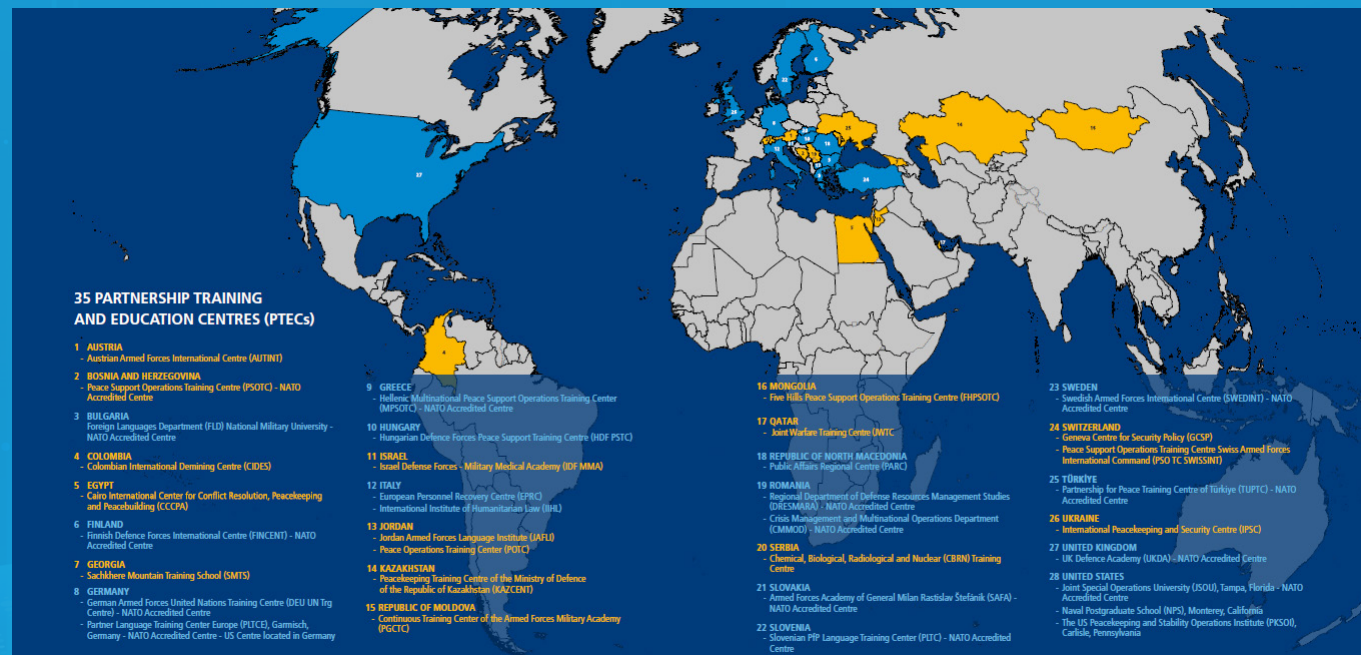 35 PARTNERSHIP TRAINING
AND EDUCATION CENTRES (PTECs)
1 AUSTRIA
- Austrian Armed Forces International Centre (AUTINT)
2 BOSNIA AND HERZEGOVINA
- Peace Support Operations Training Centre (PSOTC) - NATO
Accredited Centre
3 BULGARIA
Foreign Languages Department (FLD) National Military University -
NATO Accredited Centre
4 COLOMBIA
- Colombian International Demining Centre (CIDES)
5 EGYPT
- Cairo International Center for Conflict Resolution, Peacekeeping
and Peacebuilding (CCCPA)
6 FINLAND
- Finnish Defence Forces International Centre (FINCENT) - NATO
Accredited Centre
7 GEORGIA
- Sachkhere Mountain Training School (SMTS)
8 GERMANY
- German Armed Forces United Nations Training Centre (DEU UN Trg
Centre) - NATO Accredited Centre
- Partner Language Training Center Europe (PLTCE), Garmisch,
Germany - NATO Accredited Centre - US Centre located in Germany
9 GREECE
- Hellenic Multinational Peace Support Operations Training Center
(MPSOTC) - NATO Accredited Centre
10 HUNGARY
- Hungarian Defence Forces Peace Support Training Centre (HDF PSTC)
11 ISRAEL
- Israel Defense Forces - Military Medical Academy (IDF MMA)
12 ITALY
- European Personnel Recovery Centre (EPRC)
- International Institute of Humanitarian Law (IIHL)
13 JORDAN
- Jordan Armed Forces Language Institute (JAFLI)
- Peace Operations Training Center (POTC)
14 KAZAKHSTAN
- Peacekeeping Training Centre of the Ministry of Defence
of the Republic of Kazakhstan (KAZCENT)
15 REPUBLIC OF MOLDOVA
- Continuous Training Center of the Armed Forces Military Academy
(PGCTC)
16 MONGOLIA
- Five Hills Peace Support Operations Training Centre (FHPSOTC)
17 QATAR
- Joint Warfare Training Centre (JWTC
18 REPUBLIC OF NORTH MACEDONIA
- Public Affairs Regional Centre (PARC)
19 ROMANIA
- Regional Department of Defense Resources Management Studies
(DRESMARA) - NATO Accredited Centre
- Crisis Management and Multinational Operations Department
(CMMOD) - NATO Accredited Centre
20 SERBIA
- Chemical, Biological, Radiological and Nuclear (CBRN) Training
Centre
21 SLOVAKIA
- Armed Forces Academy of General Milan Rastislav Štefánik (SAFA) -
NATO Accredited Centre
22 SLOVENIA
- Slovenian PfP Language Training Center (PLTC) - NATO Accredited
Centre
23 SWEDEN
- Swedish Armed Forces International Centre (SWEDINT) - NATO
Accredited Centre
24 SWITZERLAND
- Geneva Centre for Security Policy (GCSP)
- Peace Support Operations Training Centre Swiss Armed Forces
International Command (PSO TC SWISSINT)
25 TÜRKİYE
- Partnership for Peace Training Centre of Türkiye (TUPTC) - NATO
Accredited Centre
26 UKRAINE
- International Peacekeeping and Security Centre (IPSC)
27 UNITED KINGDOM
- UK Defence Academy (UKDA) - NATO Accredited Centre
28 UNITED STATES
- Joint Special Operations University (JSOU), Tampa, Florida - NATO
Accredited Centre
- Naval Postgraduate School (NPS), Monterey, California
- The US Peacekeeping and Stability Operations Institute (PKSOI),
Carlisle, Pennsylvania